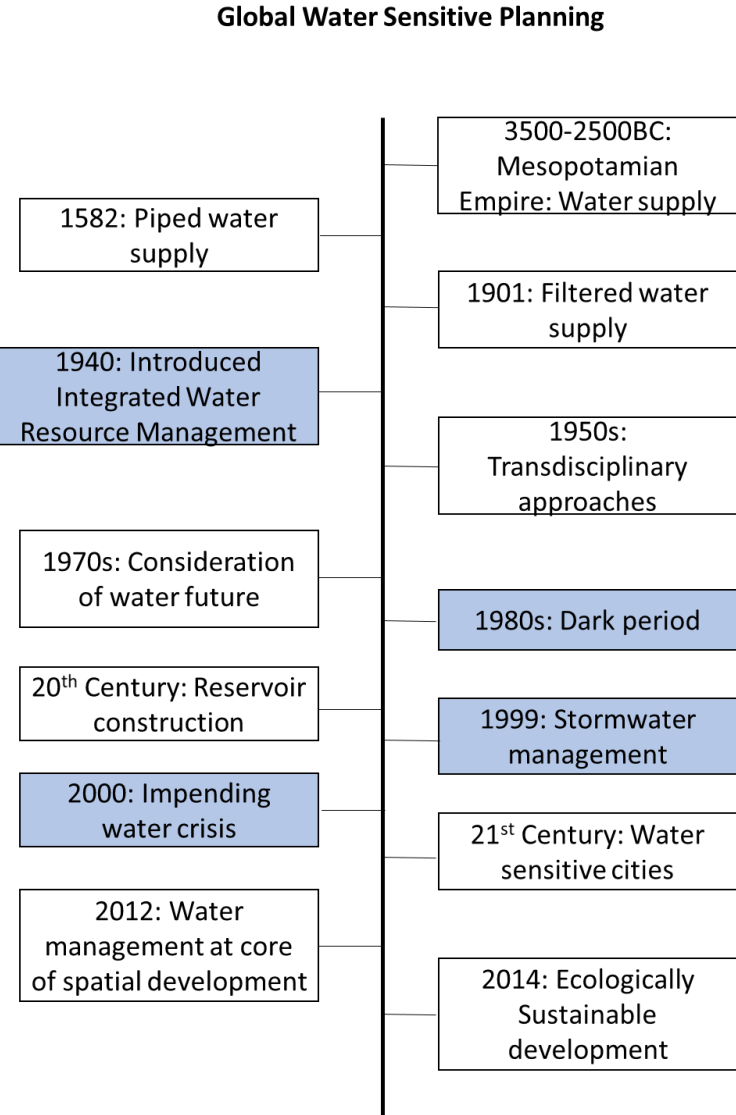 Global Water Sensitive Planning
3500-2500BC:
Mesopotamian
Empire: Water supply
1582: Piped water
supply
1901: Filtered water
supply
1940: Introduced
Integrated Water
Resource Management
1950s:
Transdisciplinary
approaches
1970s: Consideration
of water future
1980s: Dark period
20th Century: Reservoir
construction
1999: Stormwater
management
2000: Impending
water crisis
21st Century: Water
sensitive cities
2012: Water
management at core
of spatial development
2014: Ecologically
Sustainable
development